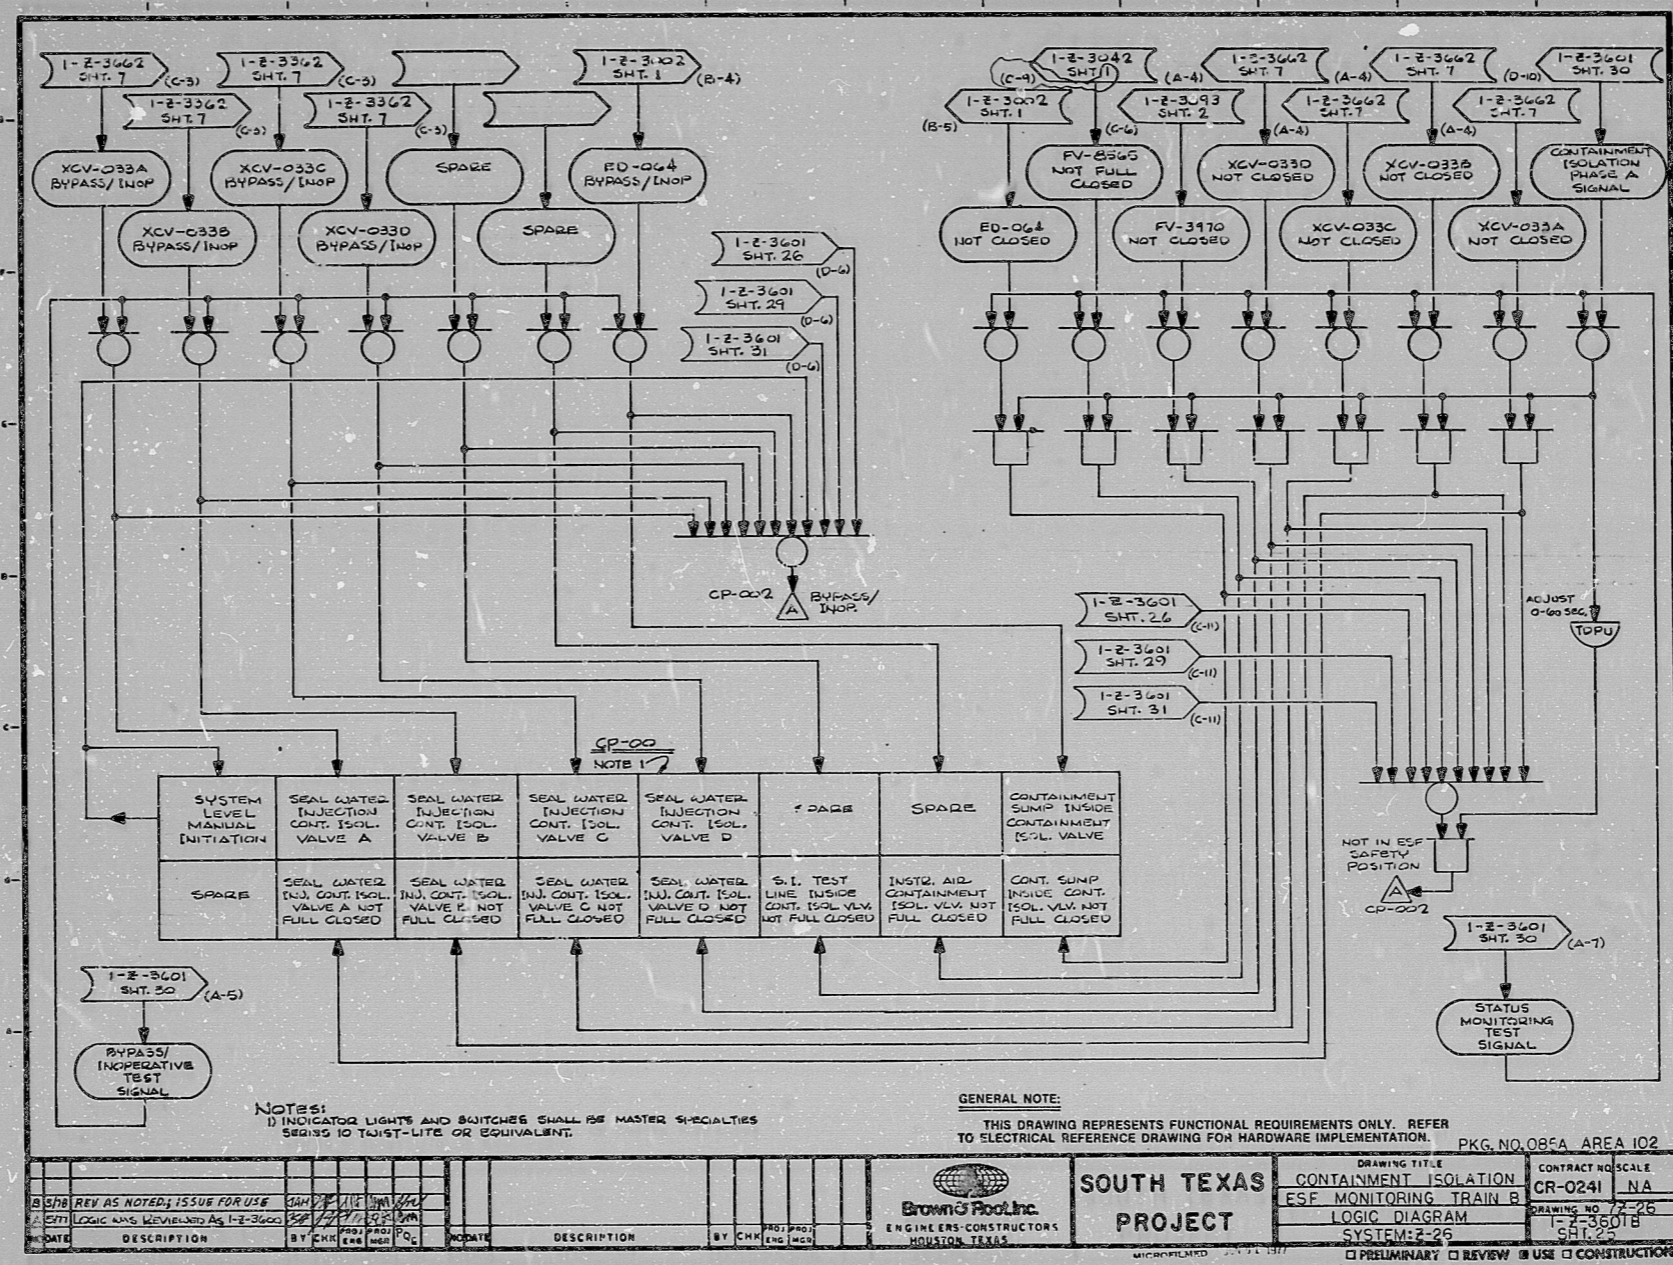 1-Z-3662
SHT. 7
(C-3)
1-Z-3362
SHT. 7
(C-3)
1-Z-3002
SHT. 1
(B-4)
1-Z-3362
SHT. 7
(C-3)
1-Z-3362
SHT. 7
(C-3)
XCV-033A
BYPASS/INOP
XCV-033C
BYPASS/INOP
SPARE
ED-064
BYPASS/INOP
XCV-033B
BYPASS/INOP
XCV-033D
BYPASS/INOP
SPARE
1-Z-3601
SHT. 26
(D-6)
1-Z-3601
SHT. 29
(D-6)
1-Z-3601
SHT. 31
(D-6)
(C-9)
1-Z-3042
SHT. 1
(A-4)
1-Z-3662
SHT. 7
(A-4)
1-Z-3662
SHT. 7
(D-10)
1-Z-3601
SHT. 30
(B-5)
1-Z-3002
SHT. 1
(C-6)
1-Z-3093
SHT. 2
(A-4)
1-Z-3662
SHT. 7
(A-4)
1-Z-3662
SHT. 7
FV-8565
NOT FULL
CLOSED
XCV-033D
NOT CLOSED
XCV-033B
NOT CLOSED
CONTAINMENT
ISOLATION
PHASE A
SIGNAL
ED-064
NOT CLOSED
FV-3970
NOT CLOSED
XCV-033C
NOT CLOSED
XCV-033A
NOT CLOSED
CP-002
A
BYPASS/
INOP.
1-Z-3601
SHT. 26
(C-11)
1-Z-3601
SHT. 29
(C-11)
1-Z-3601
SHT. 31
(C-11)
ADJUST
0-60 SEC.
TDPU
CP-00
NOTE 1
SYSTEM
LEVEL
MANUAL
INITIATION
SEAL WATER
INJECTION
CONT. ISOL.
VALVE A
SEAL WATER
INJECTION
CONT. ISOL.
VALVE B
SEAL WATER
INJECTION
CONT. ISOL.
VALVE C
SEAL WATER
INJECTION
CONT. ISOL.
VALVE D
SPARE
SPARE
CONTAINMENT
SUMP INSIDE
CONTAINMENT
ISOL. VALVE
SPARE
SEAL WATER
INJ. CONT. ISOL.
VALVE A NOT
FULL CLOSED
SEAL WATER
INJ. CONT. ISOL.
VALVE B NOT
FULL CLOSED
SEAL WATER
INJ. CONT. ISOL.
VALVE C NOT
FULL CLOSED
SEAL WATER
INJ. CONT. ISOL.
VALVE D NOT
FULL CLOSED
S.I. TEST
LINE INSIDE
CONT. ISOL VLV.
NOT FULL CLOSED
INSTR. AIR
CONTAINMENT
ISOL. VLV. NOT
FULL CLOSED
CONT. SUMP
INSIDE CONT.
ISOL. VLV. NOT
FULL CLOSED
NOT IN ESF
SAFETY
POSITION
A
CP-002
1-Z-3601
SHT. 30
(A-7)
STATUS
MONITORING
TEST
SIGNAL
1-Z-3601
SHT. 30
(A-5)
BYPASS/
INOPERATIVE
TEST
SIGNAL
NOTES:
1) INDICATOR LIGHTS AND SWITCHES SHALL BE MASTER SPECIALTIES
SERIES 10 TWIST-LITE OR EQUIVALENT.
GENERAL NOTE:
THIS DRAWING REPRESENTS FUNCTIONAL REQUIREMENTS ONLY. REFER
TO ELECTRICAL REFERENCE DRAWING FOR HARDWARE IMPLEMENTATION.
PKG. NO. 085A AREA 102
B 5/78 REV AS NOTED; ISSUE FOR USE
5/77 LOGIC WAS REVIEWED AS 1-Z-3600
NO DATE DESCRIPTION BY CHK PROJ ENG PROJ MGR
NO DATE DESCRIPTION BY CHK PROJ ENG PROJ MGR
Brown & Root, Inc.
ENGINEERS-CONSTRUCTORS
HOUSTON, TEXAS
SOUTH TEXAS
PROJECT
DRAWING TITLE
CONTAINMENT ISOLATION
ESF MONITORING TRAIN B
LOGIC DIAGRAM
SYSTEM: Z-26
CONTRACT NO
CR-0241
SCALE
NA
DRAWING NO. 7Z-26
1-Z-3601B
SHT. 25
MICROFILMED
PRELIMINARY REVIEW USE CONSTRUCTION